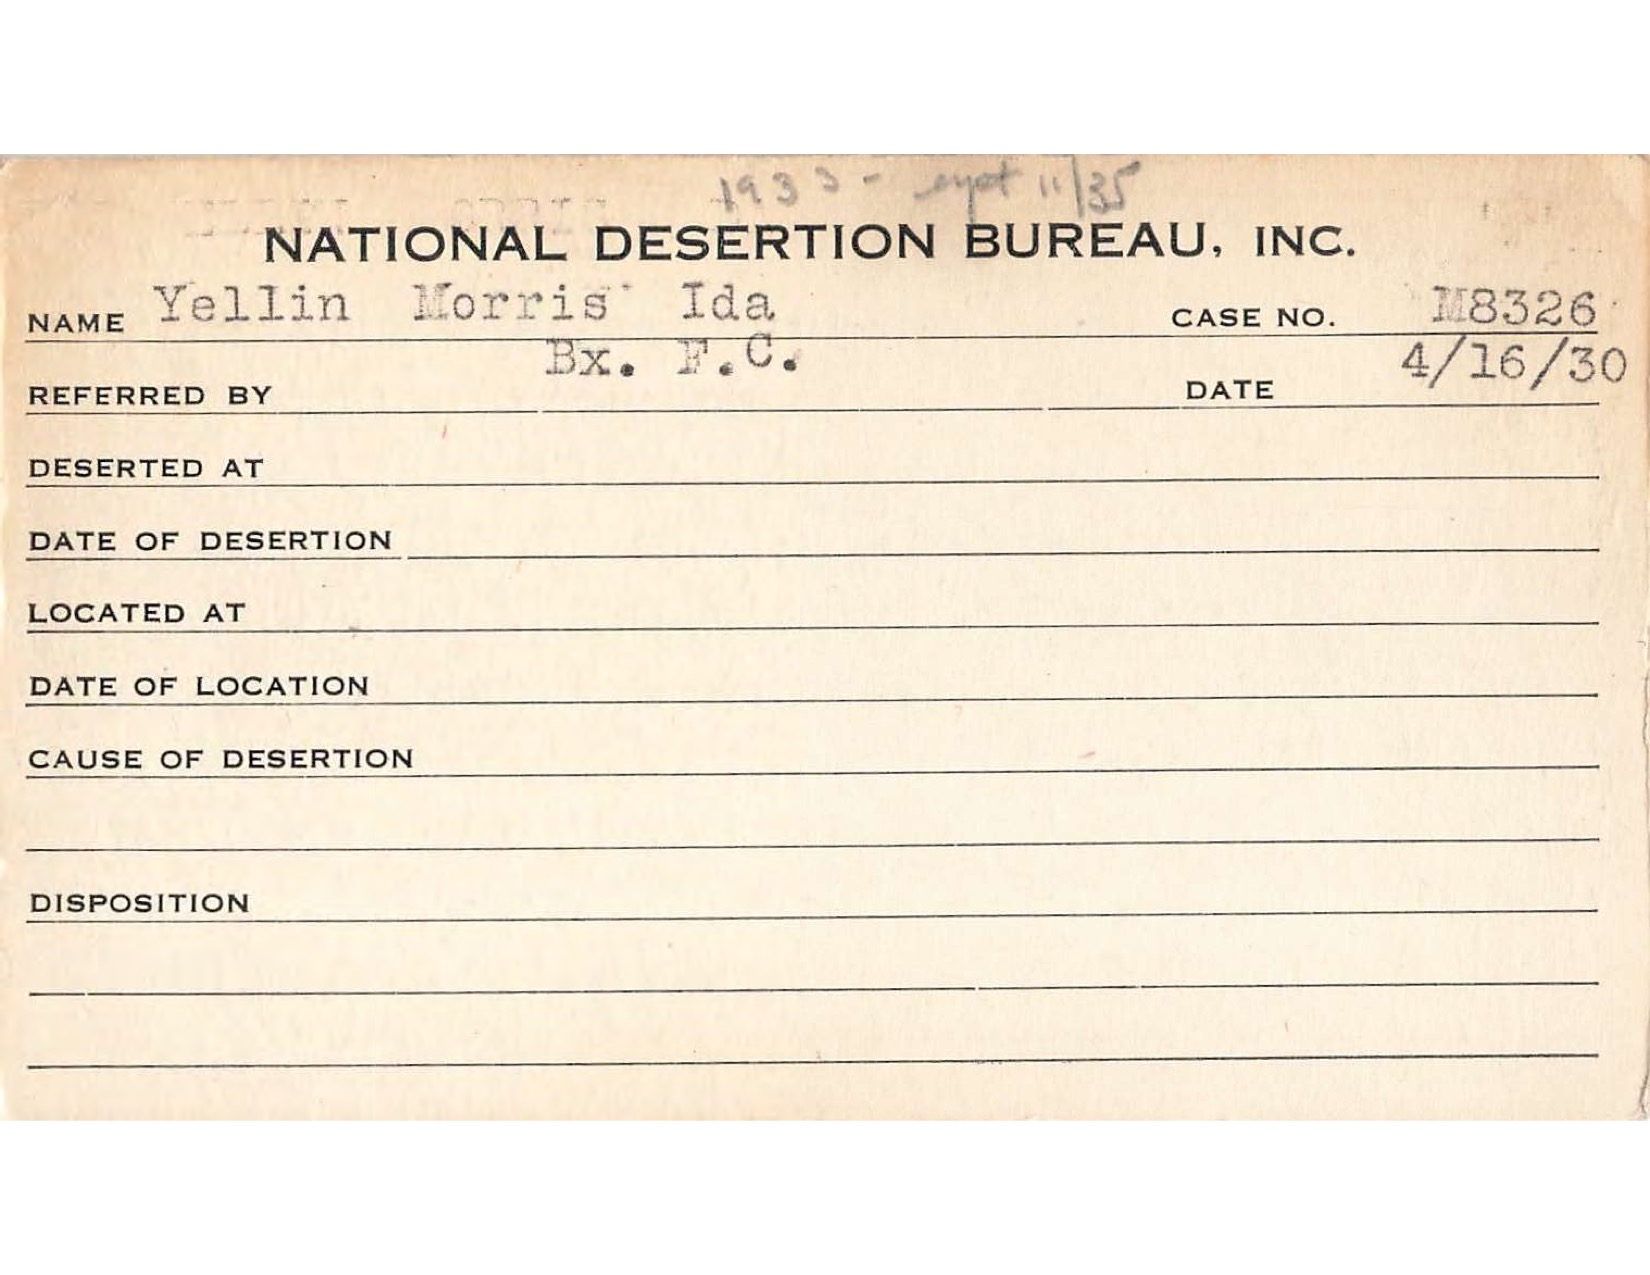 1933 - sept 11/35
NATIONAL DESERTION BUREAU, INC.
NAME Yellin Morris Ida CASE NO. M8326
REFERRED BY Bx. F.C. DATE 4/16/30
DESERTED AT
DATE OF DESERTION
LOCATED AT
DATE OF LOCATION
CAUSE OF DESERTION
DISPOSITION